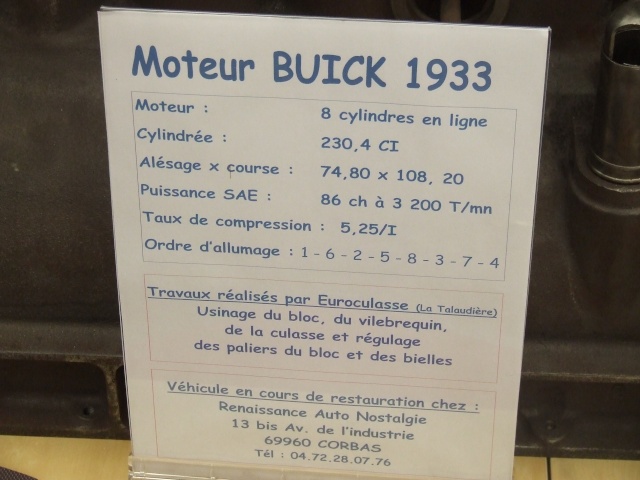 Moteur BUICK 1933
Moteur : 8 cylindres en ligne
Cylindrée : 230,4 CI
Alésage x course : 74,80 x 108, 20
Puissance SAE : 86 ch à 3 200 T/mn
Taux de compression : 5,25/I
Ordre d'allumage : 1 - 6 - 2 - 5 - 8 - 3 - 7 - 4
Travaux réalisés par Euroculasse (La Talaudière)
Usinage du bloc, du vilebrequin,
de la culasse et régulage
des paliers du bloc et des bielles
Véhicule en cours de restauration chez :
Renaissance Auto Nostalgie
13 bis Av. de l'industrie
69960 CORBAS
Tél : 04.72.28.07.76